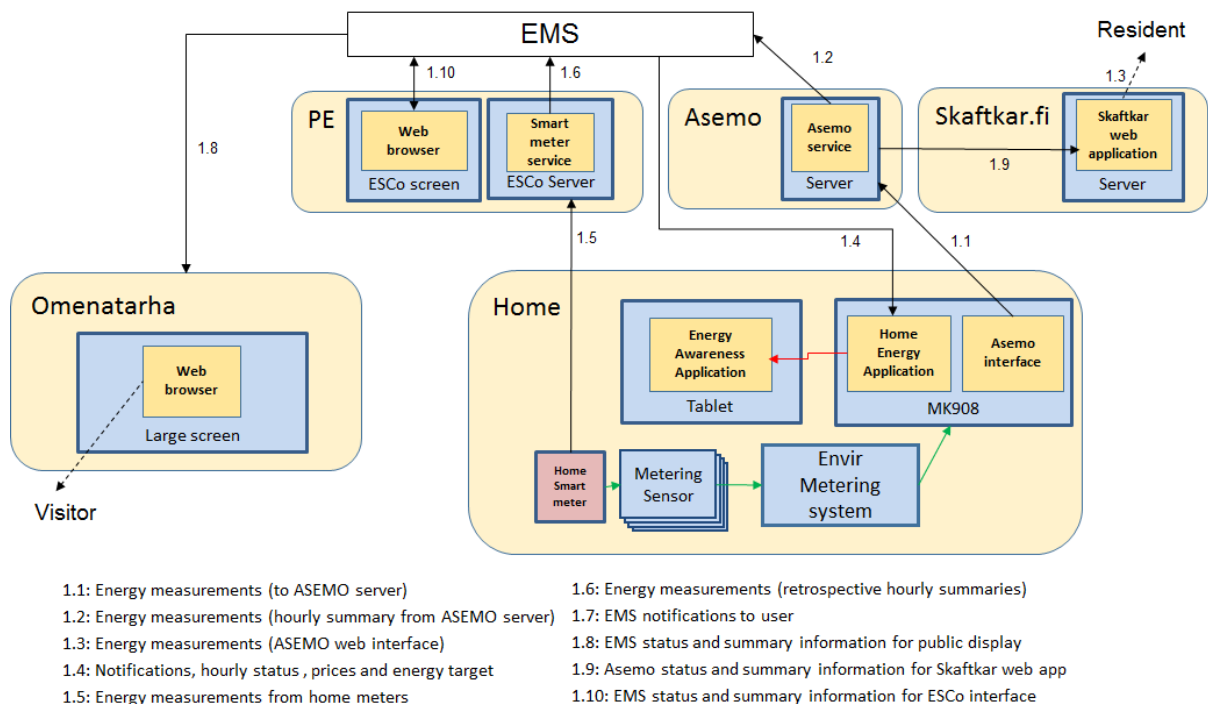 EMS
Resident
1.2
1.10
1.6
1.3
1.8
PE
Web
browser
ESCo screen
Smart
meter
service
ESCo Server
Asemo
Asemo
service
Server
Skaftkar.fi
Skaftkar
web
application
Server
1.9
1.5
1.4
1.1
Omenatarha
Web
browser
Large screen
Visitor
Home
Energy
Awareness
Application
Tablet
Home
Energy
Application
Asemo
interface
MK908
Home
Smart
meter
Metering
Sensor
Envir
Metering
system
1.1: Energy measurements (to ASEMO server)
1.2: Energy measurements (hourly summary from ASEMO server)
1.3: Energy measurements (ASEMO web interface)
1.4: Notifications, hourly status , prices and energy target
1.5: Energy measurements from home meters
1.6: Energy measurements (retrospective hourly summaries)
1.7: EMS notifications to user
1.8: EMS status and summary information for public display
1.9: Asemo status and summary information for Skaftkar web app
1.10: EMS status and summary information for ESCo interface